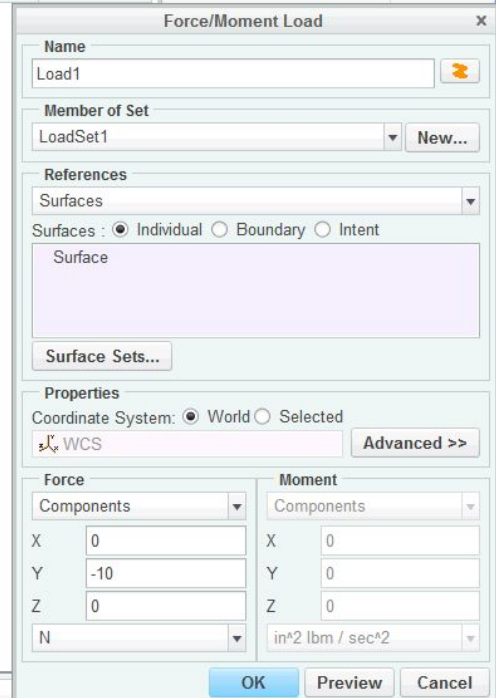 Force/Moment Load x
Name
Load1
Member of Set
LoadSet1 New...
References
Surfaces
Surfaces : Individual Boundary Intent
Surface
Surface Sets...
Properties
Coordinate System: World Selected
WCS Advanced >>
Force Moment
Components Components
X 0 X 0
Y -10 Y 0
Z 0 Z 0
N in^2 lbm / sec^2
OK Preview Cancel